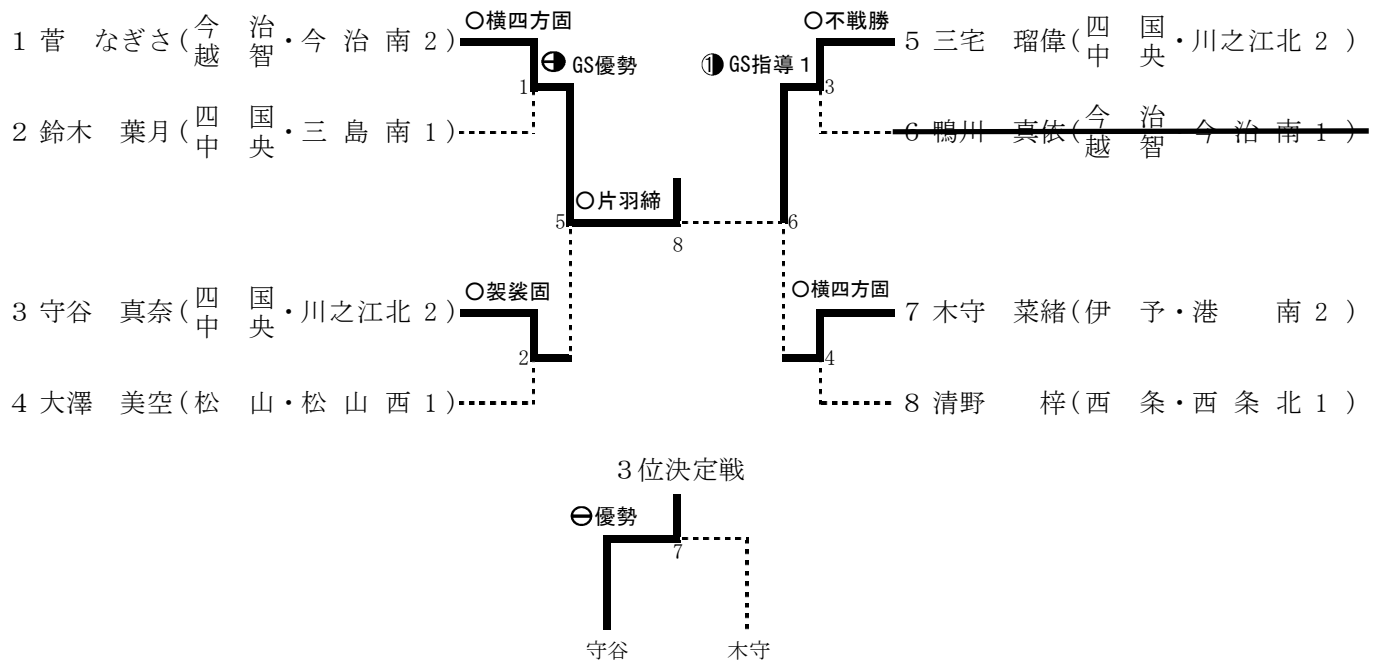 ○横四方固
○不戦勝
1 菅 なぎさ(今越 治智・今治南2)
5 三宅 瑠偉(四中 国央・川之江北2)
GS優勢
① GS指導1
1
3
2 鈴木 葉月(四中 国央・三島南1)
6 鴨川 真依(今越 治智 今治南1)
○片羽締
5
6
8
○袈裟固
○横四方固
3 守谷 真奈(四中 国央・川之江北2)
7 木守 菜緒(伊予・港南2)
2
4
4 大澤 美空(松山・松山西1)
8 清野 梓(西条・西条北1)
3位決定戦
⊖優勢
7
守谷 木守